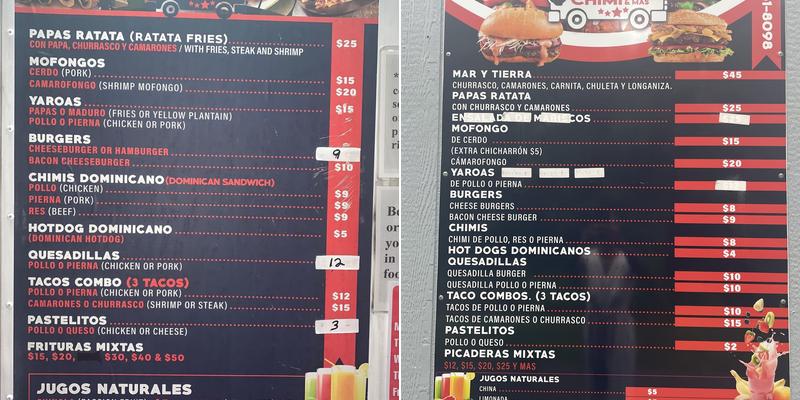 PAPAS RATATA (RATATA FRIES)
CON PAPA, CHURRASCO Y CAMARONES / WITH FRIES, STEAK AND SHRIMP $25
MOFONGOS
CERDO (PORK) $15
CAMAROFONGO (SHRIMP MOFONGO) $20
YAROAS
PAPAS O MADURO (FRIES OR YELLOW PLANTAIN) $15
POLLO O PIERNA (CHICKEN OR PORK)
BURGERS
CHEESEBURGER OR HAMBURGER 9
BACON CHEESEBURGER $10
CHIMIS DOMINICANO (DOMINICAN SANDWICH)
POLLO (CHICKEN) $9
PIERNA (PORK) $9
RES (BEEF) $9
HOTDOG DOMINICANO
(DOMINICAN HOTDOG) $5
QUESADILLAS
POLLO O PIERNA (CHICKEN OR PORK) 12
TACOS COMBO (3 TACOS)
POLLO O PIERNA (CHICKEN OR PORK) $12
CAMARONES O CHURRASCO (SHRIMP OR STEAK) $15
PASTELITOS
POLLO O QUESO (CHICKEN OR CHEESE) 3
FRITURAS MIXTAS
$15, $20, $30, $40 & $50
JUGOS NATURALES
CHIMI
& MAS
1-8098
MAR Y TIERRA $45
CHURRASCO, CAMARONES, CARNITA, CHULETA Y LONGANIZA.
PAPAS RATATA
CON CHURRASCO Y CAMARONES $25
ENSALADA DE MARISCOS
MOFONGO
DE CERDO $15
(EXTRA CHICHARRÓN $5)
CÁMAROFONGO $20
YAROAS
DE POLLO O PIERNA
BURGERS
CHEESE BURGERS $8
BACON CHEESE BURGER $9
CHIMIS
CHIMI DE POLLO, RES O PIERNA $8
HOT DOGS DOMINICANOS $4
QUESADILLAS
QUESADILLA BURGER $10
QUESADILLA POLLO O PIERNA $10
TACO COMBOS. (3 TACOS)
TACOS DE POLLO O PIERNA $10
TACOS DE CAMARONES O CHURRASCO $15
PASTELITOS
POLLO O QUESO $2
PICADERAS MIXTAS
$12, $15, $20, $25 Y MAS
JUGOS NATURALES
CHINA $5
LIMONADA